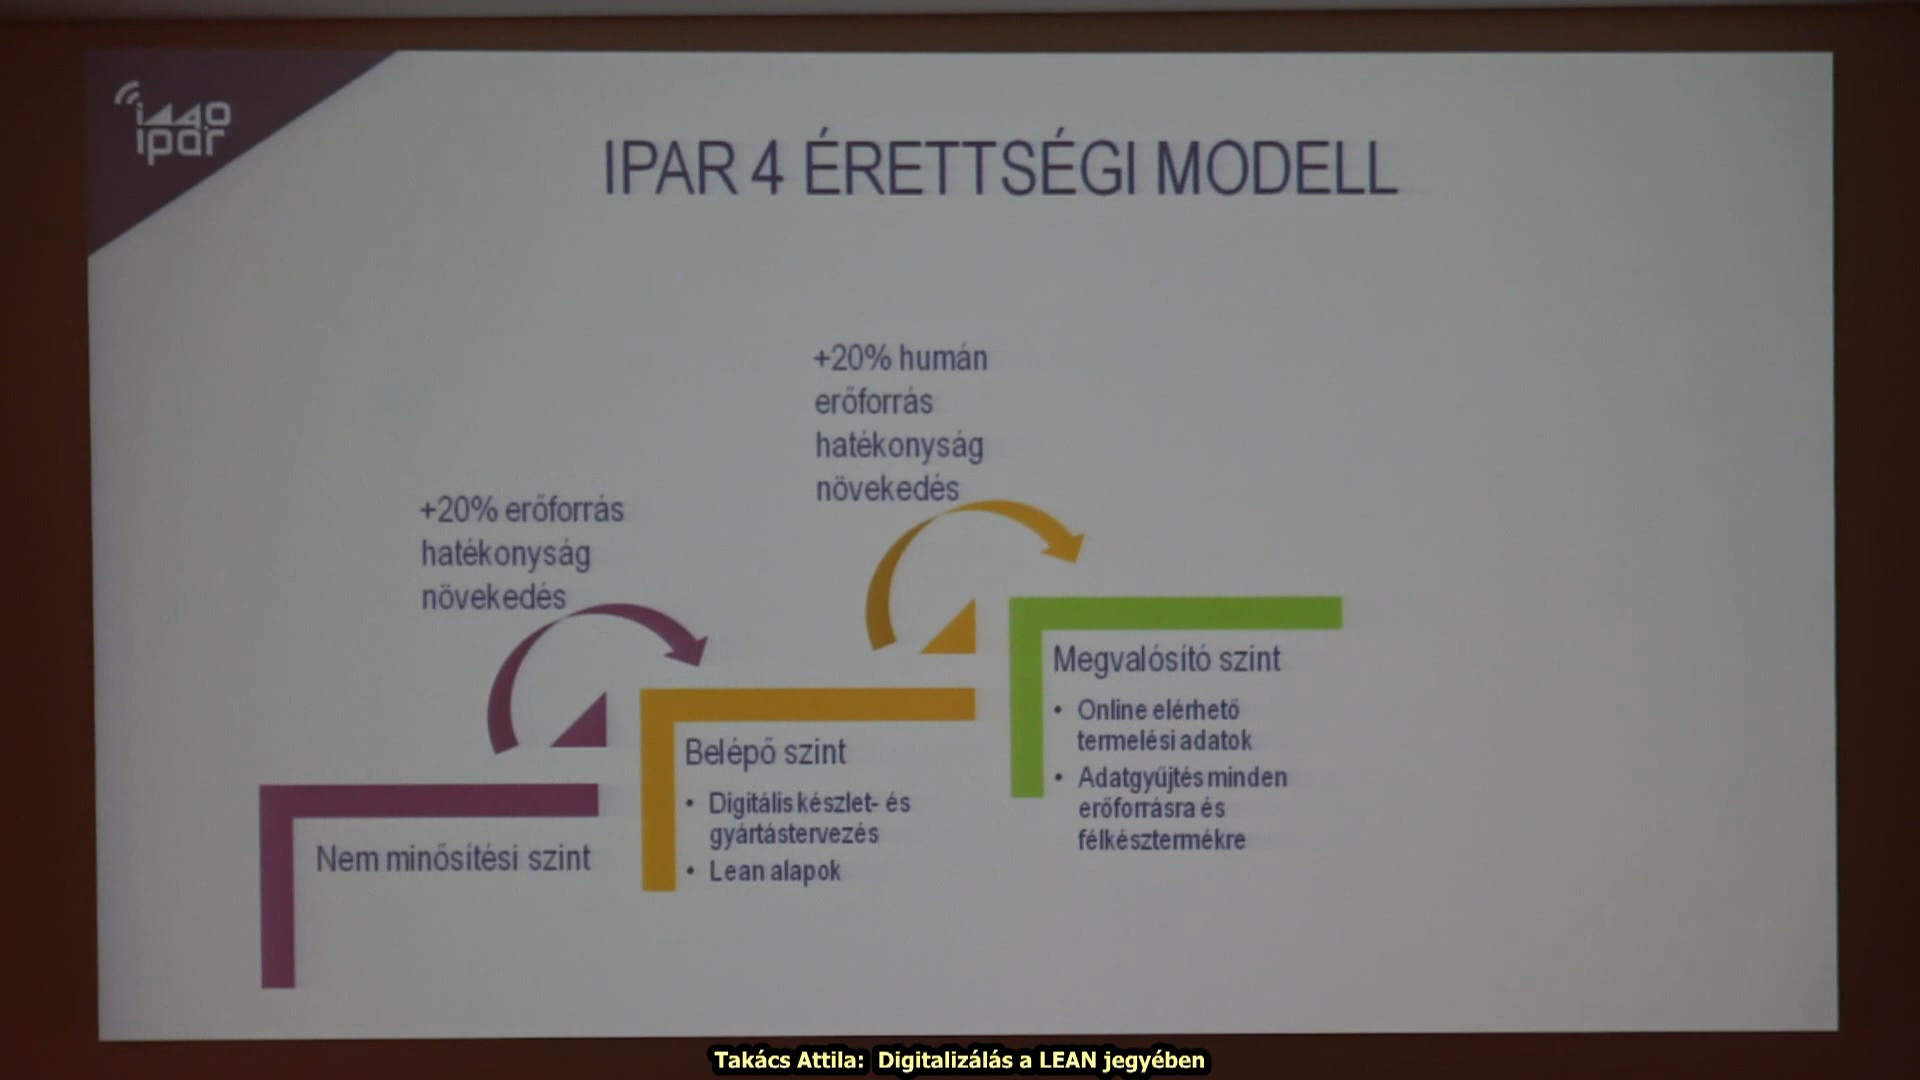 i4.0
ipar
IPAR 4 ÉRETTSÉGI MODELL
+20% humán
erőforrás
hatékonyság
növekedés
+20% erőforrás
hatékonyság
növekedés
Megvalósító szint
• Online elérhető
termelési adatok
• Adatgyűjtés minden
erőforrásra és
félkésztermékre
Belépő szint
• Digitális készlet- és
gyártástervezés
• Lean alapok
Nem minősítési szint
Takács Attila: Digitalizálás a LEAN jegyében